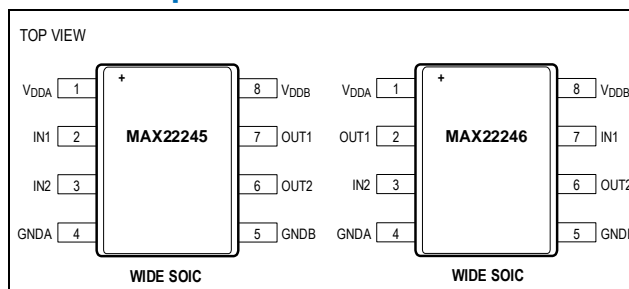 TOP VIEW
VDDA 1 + 8 VDDB
IN1 2 MAX22245 7 OUT1
IN2 3 6 OUT2
GNDA 4 5 GNDB
WIDE SOIC
VDDA 1 + 8 VDDB
OUT1 2 MAX22246 7 IN1
IN2 3 6 OUT2
GNDA 4 5
WIDE SOIC